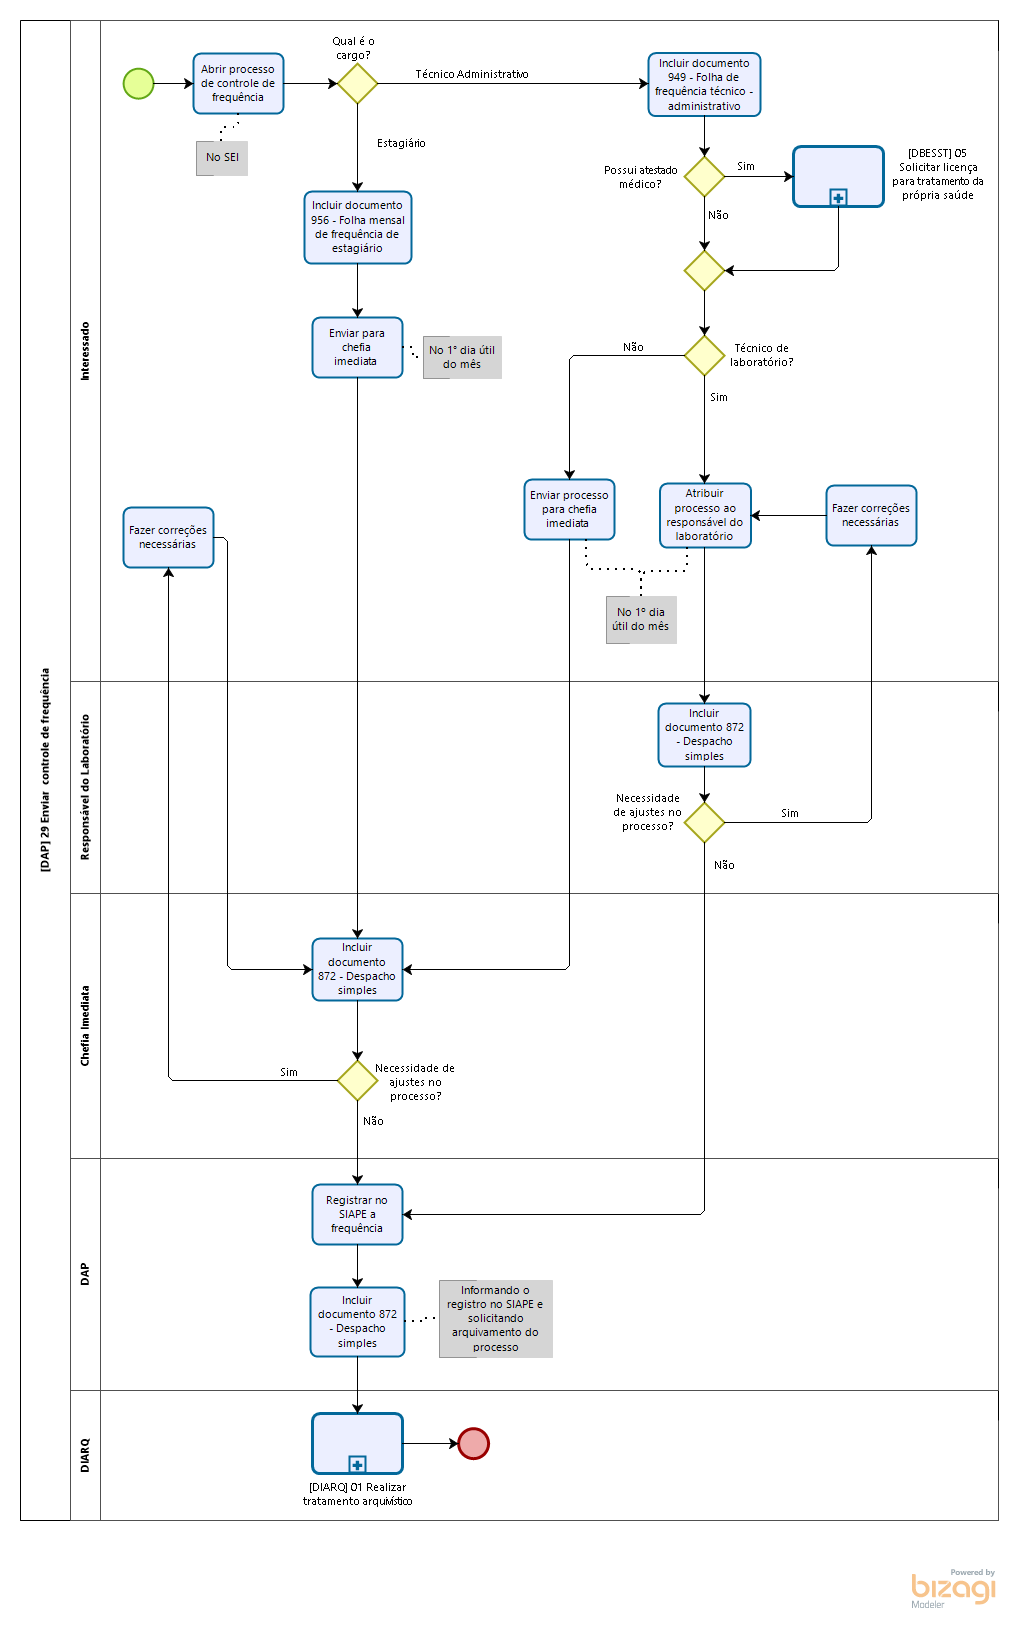 Qual é o
cargo?
Abrir processo
de controle de
frequência
Técnico Administrativo
Incluir documento
949 - Folha de
frequência técnico -
administrativo
No SEI
Estagiário
Possui atestado
médico?
Sim
[DBESST] 05
Solicitar licença
para tratamento da
própria saúde
Não
Incluir documento
956 - Folha mensal
de frequência de
estagiário
Enviar para
chefia
imediata
No 1° dia útil
do mês
Não
Técnico de
laboratório?
Sim
Interessado
Enviar processo
para chefia
imediata
Atribuir
processo ao
responsável do
laboratório
Fazer correções
necessárias
Fazer correções
necessárias
No 1º dia
útil do mês
[DAP] 29 Enviar controle de frequência
Responsável do Laboratório
Incluir
documento 872
- Despacho
simples
Necessidade
de ajustes no
processo?
Sim
Não
Chefia Imediata
Incluir
documento
872 - Despacho
simples
Sim
Necessidade de
ajustes no
processo?
Não
DAP
Registrar no
SIAPE a
frequência
Incluir
documento 872
- Despacho
simples
Informando o
registro no SIAPE e
solicitando
arquivamento do
processo
DIARQ
[DIARQ] 01 Realizar
tratamento arquivístico
Powered by
bizagi
Modeler